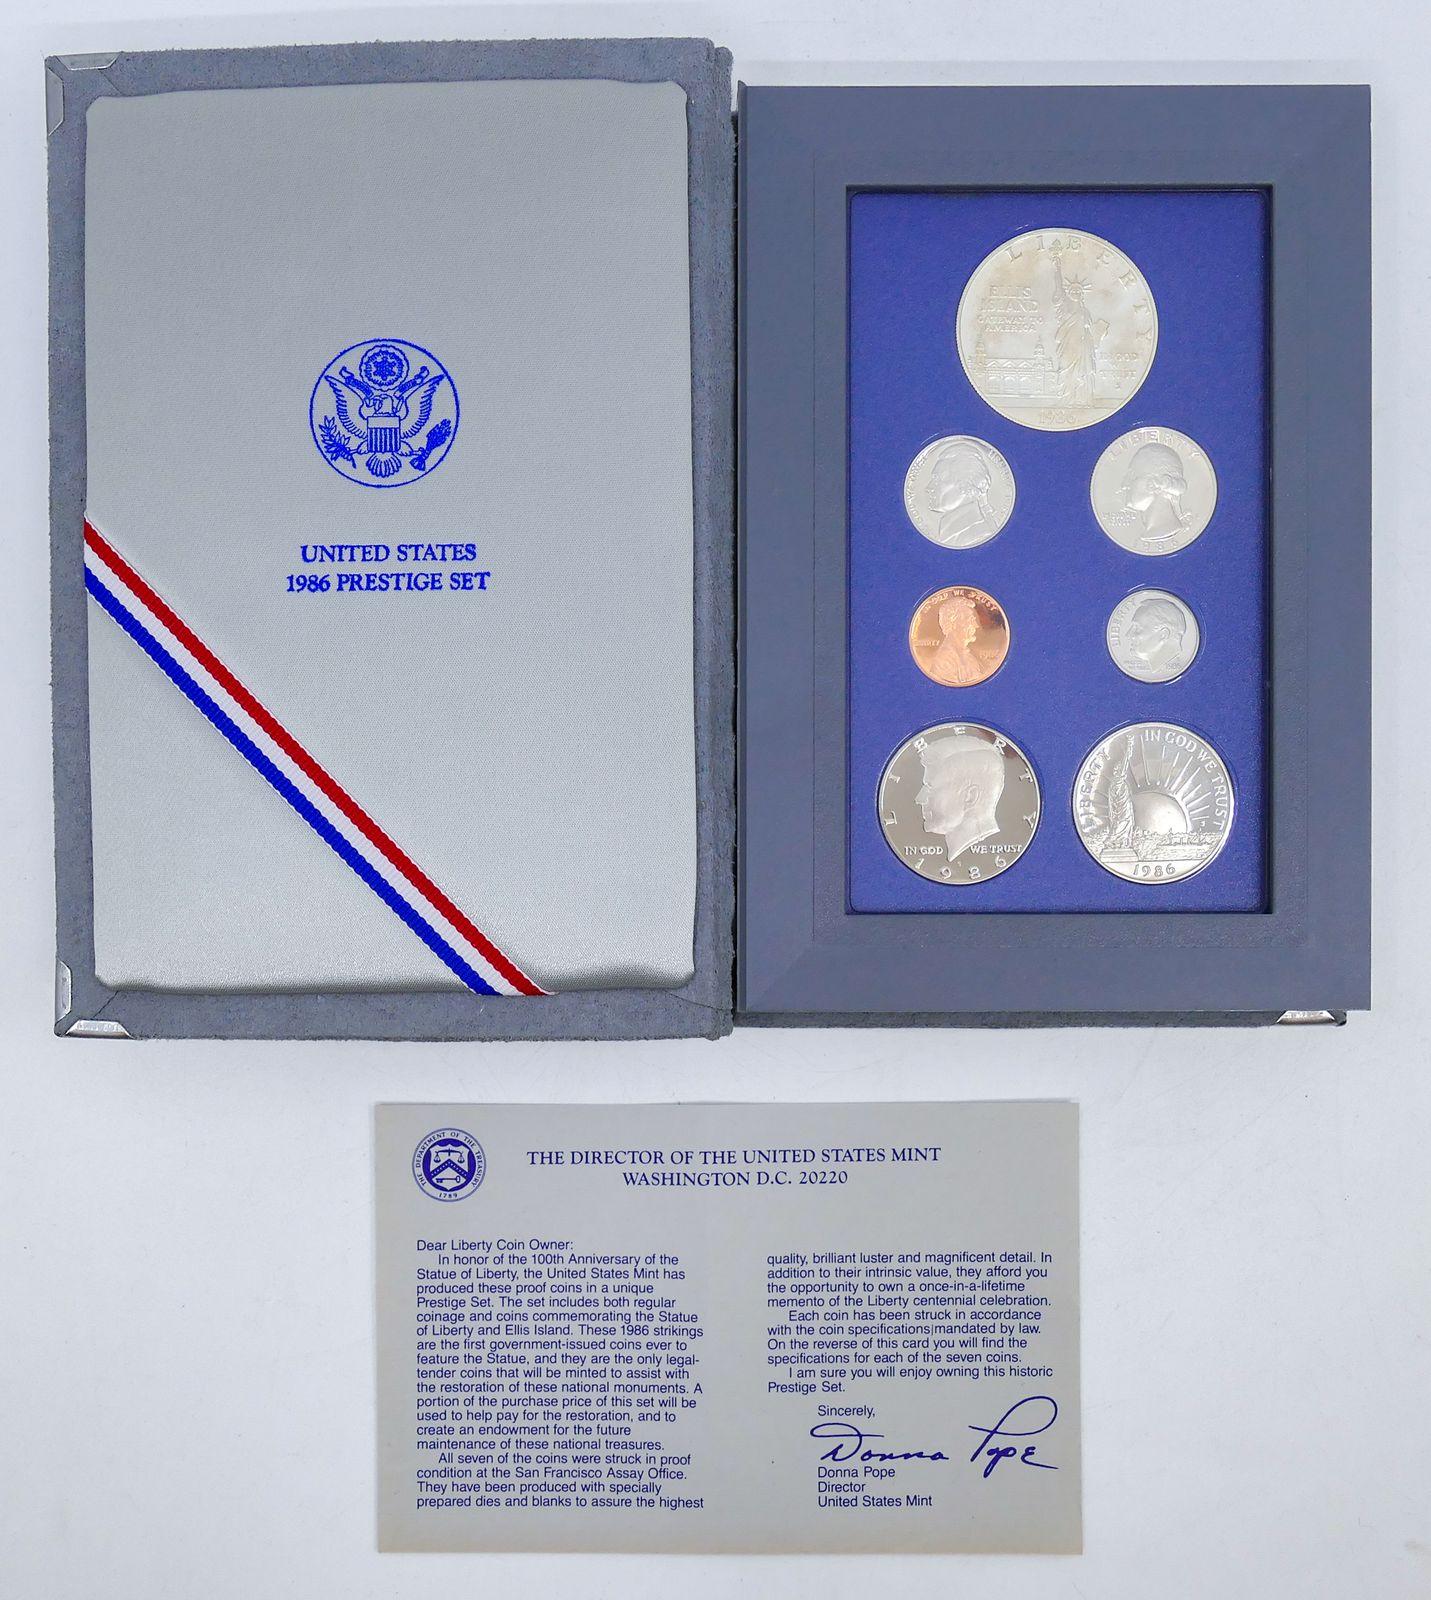 UNITED STATES
1986 PRESTIGE SET
LIBERTY
ELLIS
ISLAND
GATEWAY TO
AMERICA
IN GOD
1986
LIBERTY
IN GOD WE TRUST
LIBERTY
LIBERTY
IN GOD WE TRUST
1986
LIBERTY
IN GOD WE TRUST
1986
THE DEPARTMENT OF THE TREASURY
1789
THE DIRECTOR OF THE UNITED STATES MINT
WASHINGTON D.C. 20220
Dear Liberty Coin Owner:
In honor of the 100th Anniversary of the
Statue of Liberty, the United States Mint has
produced these proof coins in a unique
Prestige Set. The set includes both regular
coinage and coins commemorating the Statue
of Liberty and Ellis Island. These 1986 strikings
are the first government-issued coins ever to
feature the Statue, and they are the only legal-
tender coins that will be minted to assist with
the restoration of these national monuments. A
portion of the purchase price of this set will be
used to help pay for the restoration, and to
create an endowment for the future
maintenance of these national treasures.
All seven of the coins were struck in proof
condition at the San Francisco Assay Office.
They have been produced with specially
prepared dies and blanks to assure the highest
quality, brilliant luster and magnificent detail. In
addition to their intrinsic value, they afford you
the opportunity to own a once-in-a-lifetime
memento of the Liberty centennial celebration.
Each coin has been struck in accordance
with the coin specifications mandated by law.
On the reverse of this card you will find the
specifications for each of the seven coins.
I am sure you will enjoy owning this historic
Prestige Set.
Sincerely,
Donna Pope
Donna Pope
Director
United States Mint